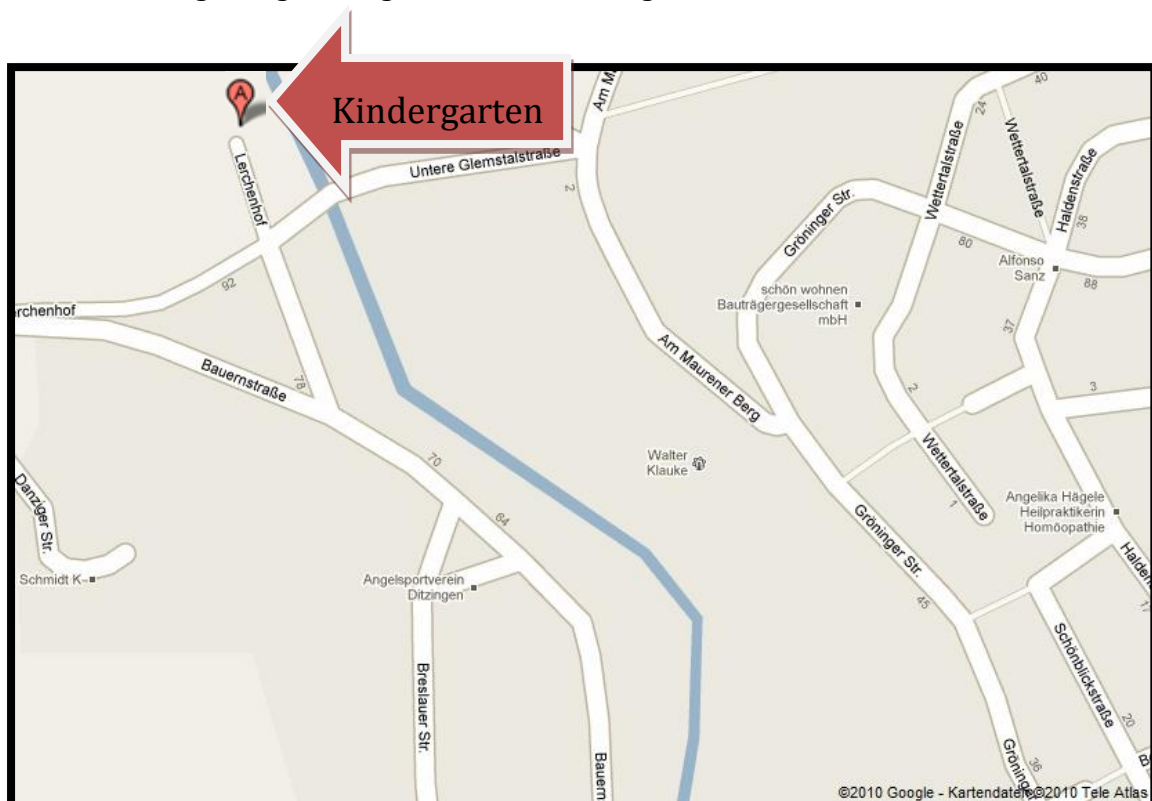 Kindergarten
A
Lerchenhof
Untere Glemstalstraße
2
Am M
92
rchenhof
Bauernstraße
78
70
64
Danziger Str.
Schmidt K
Angelsportverein
Ditzingen
Breslauer Str.
Bauern
Am Maurener Berg
Walter
Klauke
Gröninger Str.
schön wohnen
Bauträgergesellschaft
mbH
Wettertalstraße
24
40
Wettertalstraße
Haldenstraße
38
80
Alfonso
Sanz
88
37
3
2
Wettertalstraße
1
Angelika Hägele
Heilpraktikerin
Homöopathie
Halden
17
Gröninger Str.
45
Schönblickstraße
20
Gröninge
36
©2010 Google - Kartendaten ©2010 Tele Atlas